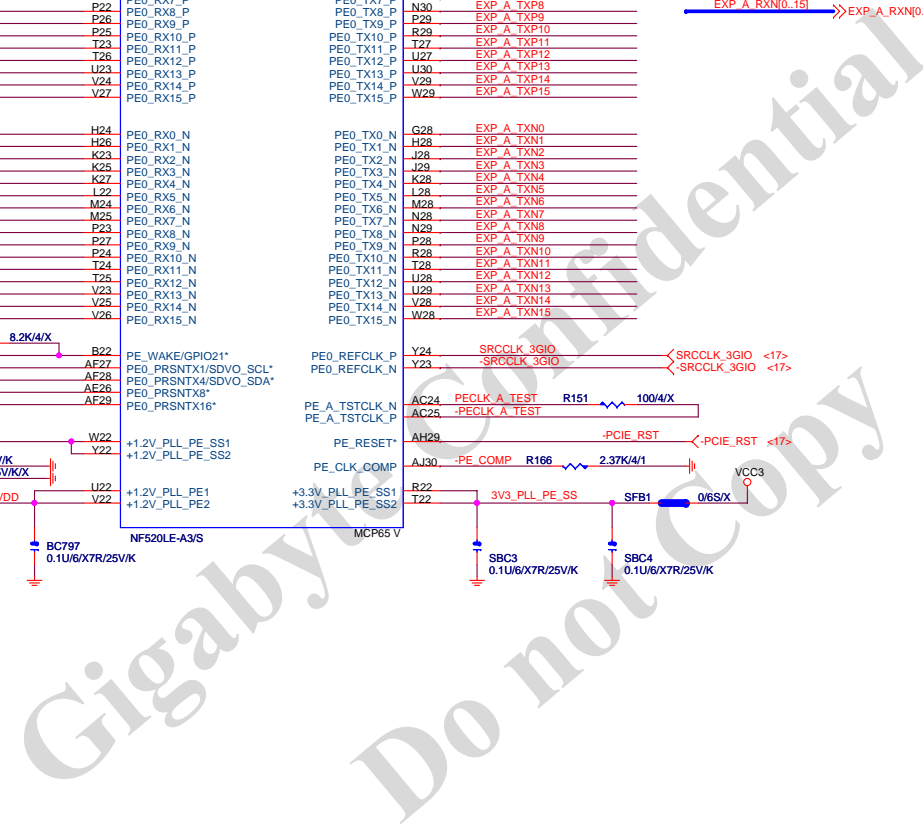 P22 PE0_RX8_P PE0_TX8_P N30 EXP_A_TXP8 EXP_A_RXN[0..15]
P26 PE0_RX9_P PE0_TX9_P P29 EXP_A_TXP9 EXP_A_RXN[0.
P25 PE0_RX10_P PE0_TX10_P R29 EXP_A_TXP10
T23 PE0_RX11_P PE0_TX11_P T27 EXP_A_TXP11
T26 PE0_RX12_P PE0_TX12_P U27 EXP_A_TXP12
U23 PE0_RX13_P PE0_TX13_P U30 EXP_A_TXP13
V24 PE0_RX14_P PE0_TX14_P V29 EXP_A_TXP14
V27 PE0_RX15_P PE0_TX15_P W29 EXP_A_TXP15
H24 PE0_RX0_N PE0_TX0_N G28 EXP_A_TXN0
H26 PE0_RX1_N PE0_TX1_N H28 EXP_A_TXN1
K23 PE0_RX2_N PE0_TX2_N J28 EXP_A_TXN2
K25 PE0_RX3_N PE0_TX3_N J29 EXP_A_TXN3
K27 PE0_RX4_N PE0_TX4_N K28 EXP_A_TXN4
L22 PE0_RX5_N PE0_TX5_N L28 EXP_A_TXN5
M24 PE0_RX6_N PE0_TX6_N M28 EXP_A_TXN6
M25 PE0_RX7_N PE0_TX7_N N28 EXP_A_TXN7
P23 PE0_RX8_N PE0_TX8_N N29 EXP_A_TXN8
P27 PE0_RX9_N PE0_TX9_N P28 EXP_A_TXN9
P24 PE0_RX10_N PE0_TX10_N R28 EXP_A_TXN10
T24 PE0_RX11_N PE0_TX11_N T28 EXP_A_TXN11
T25 PE0_RX12_N PE0_TX12_N U28 EXP_A_TXN12
V23 PE0_RX13_N PE0_TX13_N U29 EXP_A_TXN13
V25 PE0_RX14_N PE0_TX14_N V28 EXP_A_TXN14
V26 PE0_RX15_N PE0_TX15_N W28 EXP_A_TXN15
8.2K/4/X
B22 PE_WAKE/GPIO21* PE0_REFCLK_P Y24 SRCCLK_3GIO SRCCLK_3GIO <17>
AF27 PE0_PRSNTX1/SDVO_SCL* PE0_REFCLK_N Y23 -SRCCLK_3GIO -SRCCLK_3GIO <17>
AF28 PE0_PRSNTX4/SDVO_SDA*
AE26 PE0_PRSNTX8*
AF29 PE0_PRSNTX16* PE_A_TSTCLK_N AC24 PECLK_A_TEST R151 100/4/X
PE_A_TSTCLK_P AC25 -PECLK_A_TEST
W22 +1.2V_PLL_PE_SS1 PE_RESET* AH29 -PCIE_RST -PCIE_RST <17>
Y22 +1.2V_PLL_PE_SS2
V/K PE_CLK_COMP AJ30 -PE_COMP R166 2.37K/4/1
V/K/X VCC3
U22 +1.2V_PLL_PE1 +3.3V_PLL_PE_SS1 R22
/DD V22 +1.2V_PLL_PE2 +3.3V_PLL_PE_SS2 T22 3V3_PLL_PE_SS SFB1 0/6S/X
NF520LE-A3/S MCP65 V
BC797
0.1U/6/X7R/25V/K
SBC3
0.1U/6/X7R/25V/K
SBC4
0.1U/6/X7R/25V/K
Gigabyte Confidential
Do not Copy